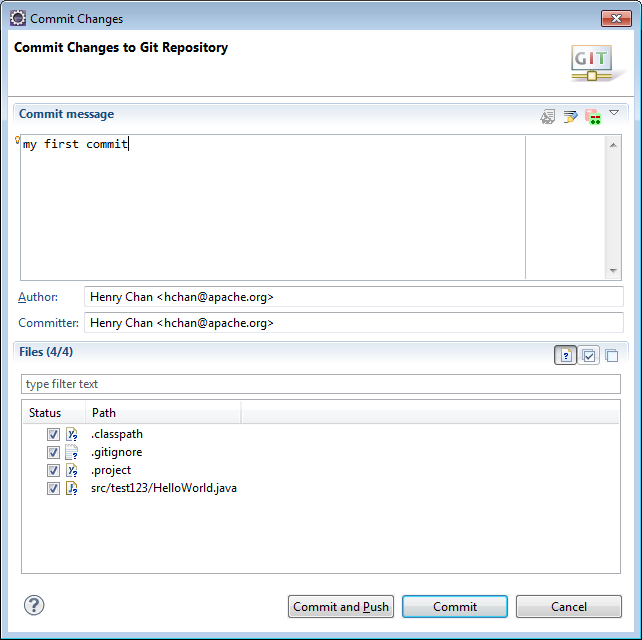 Commit Changes
Commit Changes to Git Repository
GIT
Commit message
my first commit
Author: Henry Chan <hchan@apache.org>
Committer: Henry Chan <hchan@apache.org>
Files (4/4)
type filter text
Status Path
.classpath
.gitignore
.project
src/test123/HelloWorld.java
Commit and Push Commit Cancel